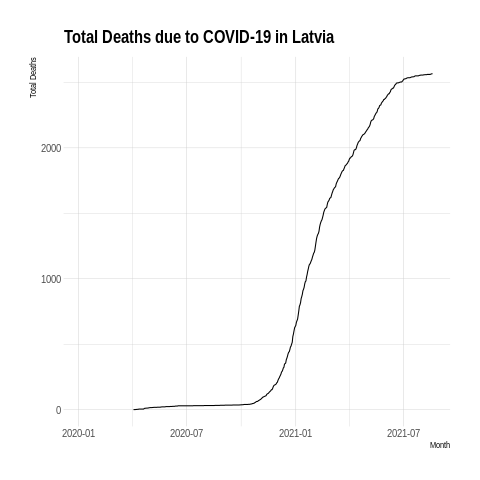 Total Deaths due to COVID-19 in Latvia
Total Deaths
2000
1000
0
2020-01 2020-07 2021-01 2021-07
Month